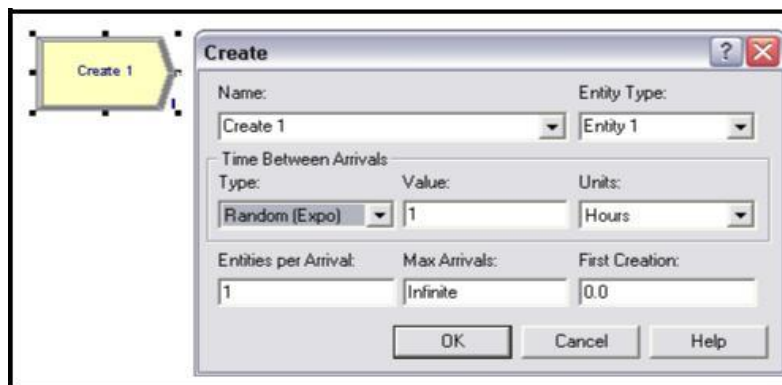 Create 1
Create
Name: Entity Type:
Create 1 Entity 1
Time Between Arrivals
Type: Value: Units:
Random (Expo) 1 Hours
Entities per Arrival: Max Arrivals: First Creation:
1 Infinite 0.0
OK Cancel Help